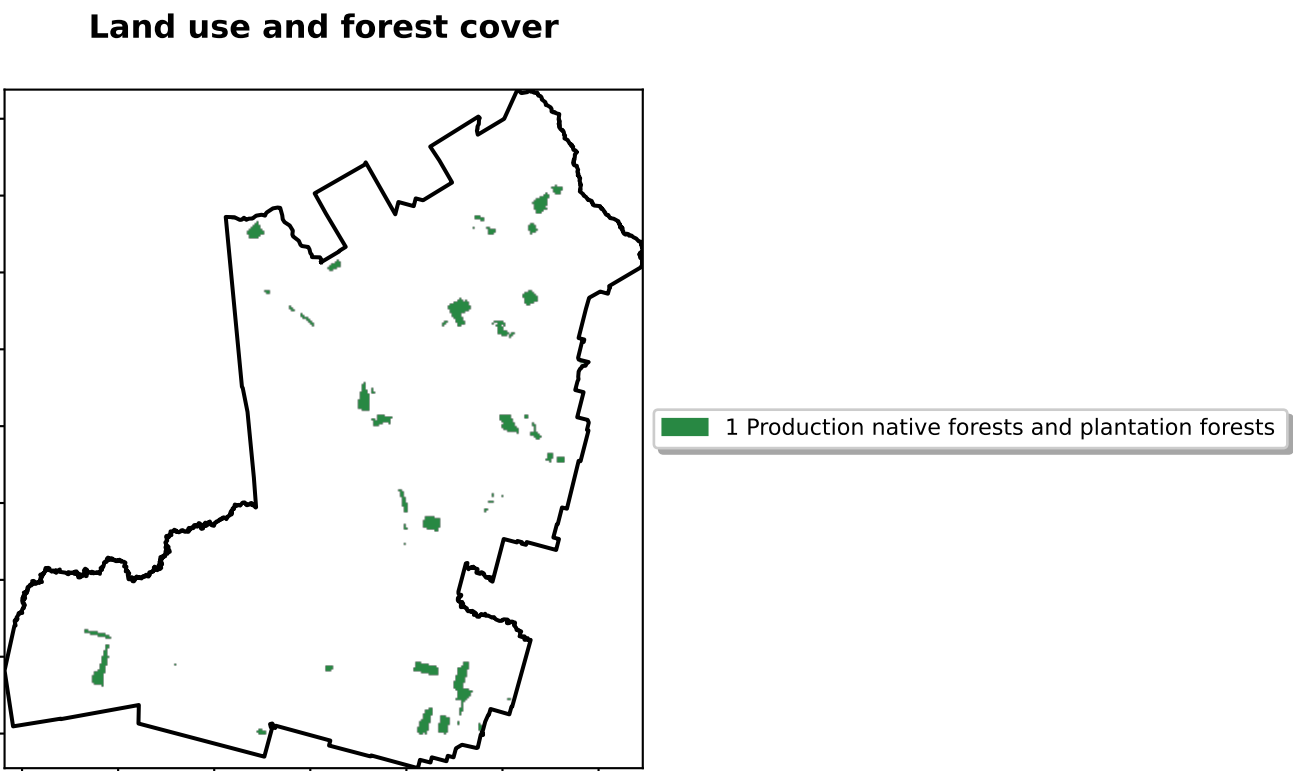 Land use and forest cover
1 Production native forests and plantation forests